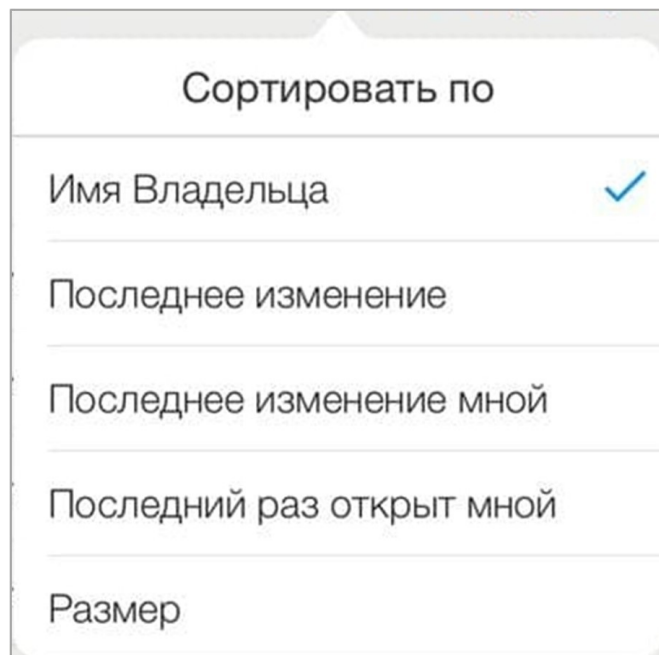 Сортировать по
Имя Владельца
Последнее изменение
Последнее изменение мной
Последний раз открыт мной
Размер